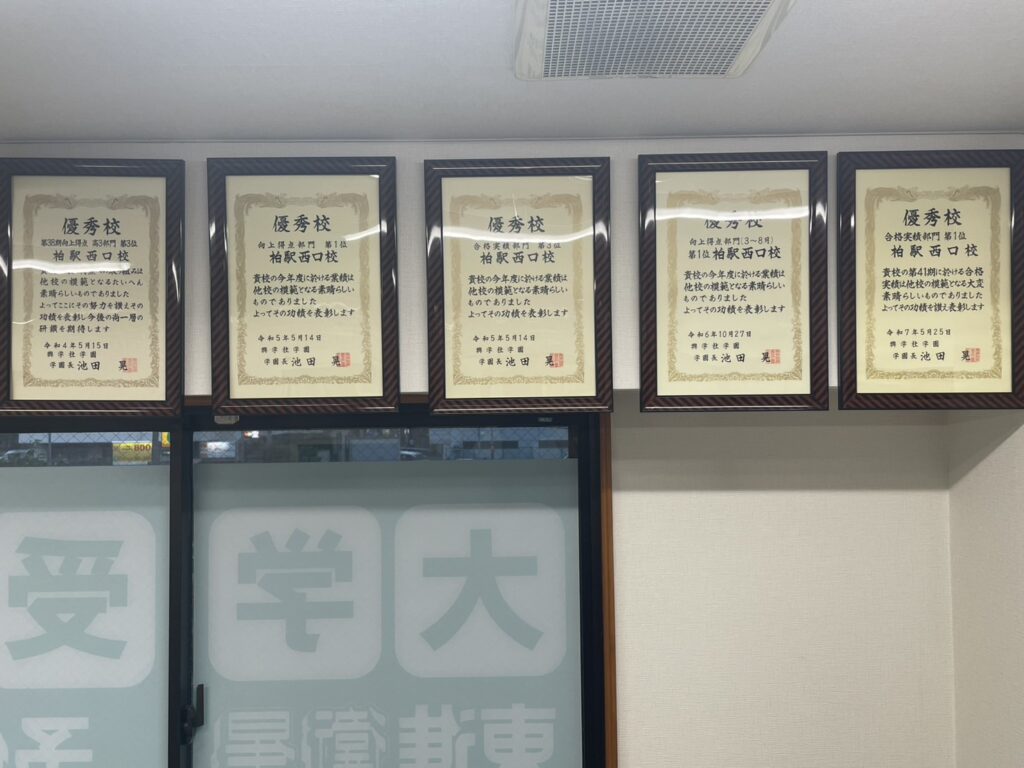 優秀校
第38期向上得点 高3部門 第3位
柏駅西口校
他校の模範となるたいへん
素晴らしいものでありました
よってここにその努力を讃えその
功績を表彰し今後の尚一層の
研鑽を期待します
令和4年5月15日
興学社学園
学園長 池田 晃
優秀校
向上得点部門 第1位
柏駅西口校
貴校の今年度に於ける業績は
他校の模範となる素晴らしい
ものでありました
よってその功績を表彰します
令和5年5月14日
興学社学園
学園長 池田 晃
優秀校
合格実績部門 第3位
柏駅西口校
貴校の今年度に於ける業績は
他校の模範となる素晴らしい
ものでありました
よってその功績を表彰します
令和5年5月14日
興学社学園
学園長 池田 晃
優秀校
向上得点部門(3~8月)
第1位 柏駅西口校
貴校の今年度に於ける業績は
他校の模範となる素晴らしい
ものでありました
よってその功績を表彰します
令和6年10月27日
興学社学園
学園長 池田 晃
優秀校
合格実績部門 第1位
柏駅西口校
貴校の第41期に於ける合格
実績は他校の模範となる大変
素晴らしいものでありました
よってその功績を讃え表彰します
令和7年5月25日
興学社学園
学園長 池田 晃
800
大学受
東進衛星予